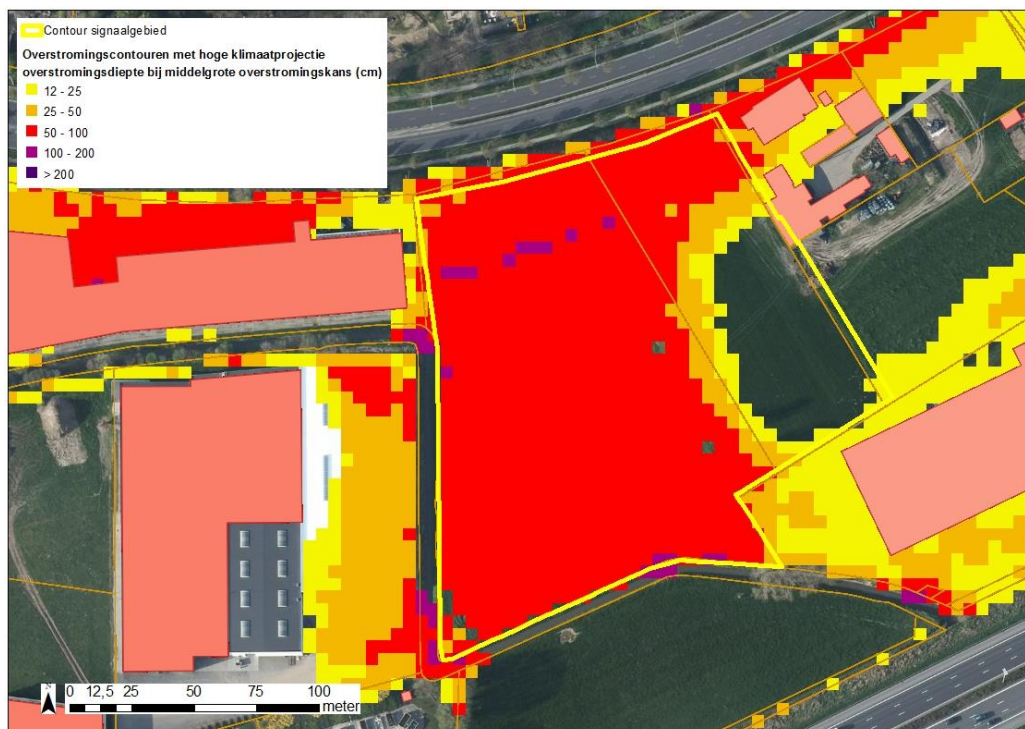 Contour signaalgebied
Overstromingscontouren met hoge klimaatprojectie
overstromingsdiepte bij middelgrote overstromingskans (cm)
12 - 25
25 - 50
50 - 100
100 - 200
> 200
N
0 12,5 25 50 75 100
meter